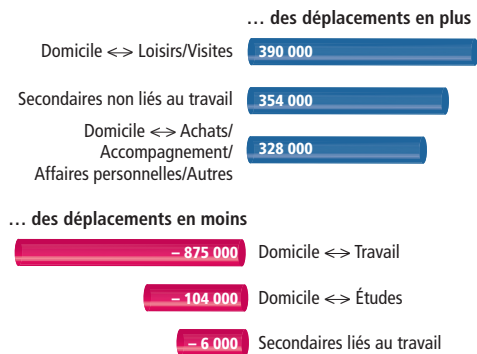 ... des déplacements en plus
Domicile <-> Loisirs/Visites
390 000
Secondaires non liés au travail
354 000
Domicile <-> Achats/
Accompagnement/
Affaires personnelles/Autres
328 000
... des déplacements en moins
– 875 000
Domicile <-> Travail
– 104 000
Domicile <-> Études
– 6 000
Secondaires liés au travail